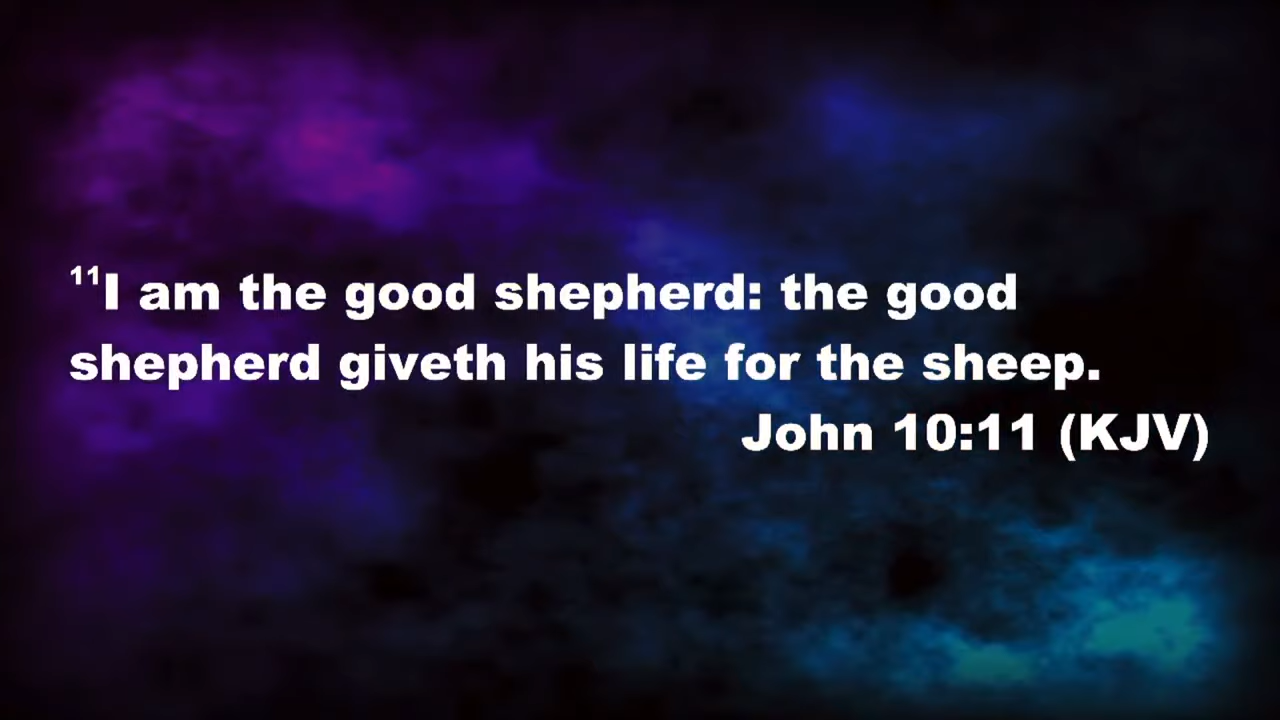 ¹¹I am the good shepherd: the good
shepherd giveth his life for the sheep.
John 10:11 (KJV)